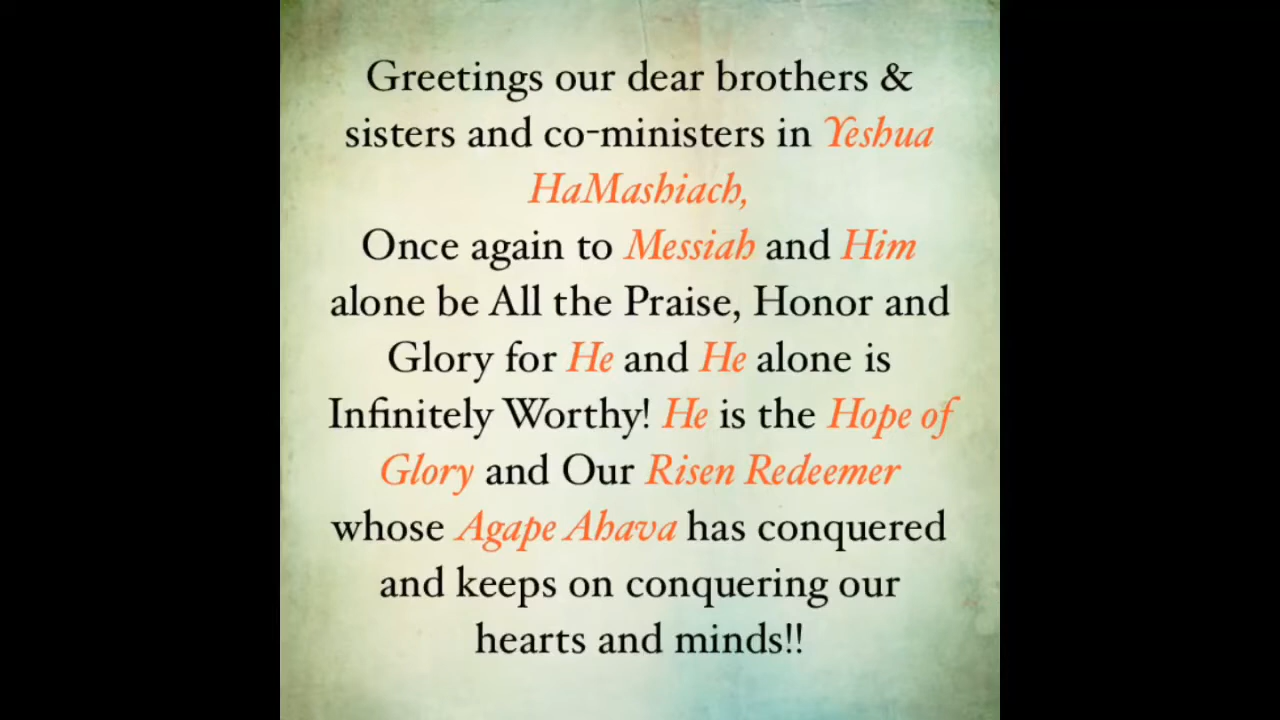 Greetings our dear brothers &
sisters and co-ministers in Yeshua
HaMashiach,
Once again to Messiah and Him
alone be All the Praise, Honor and
Glory for He and He alone is
Infinitely Worthy! He is the Hope of
Glory and Our Risen Redeemer
whose Agape Ahava has conquered
and keeps on conquering our
hearts and minds!!